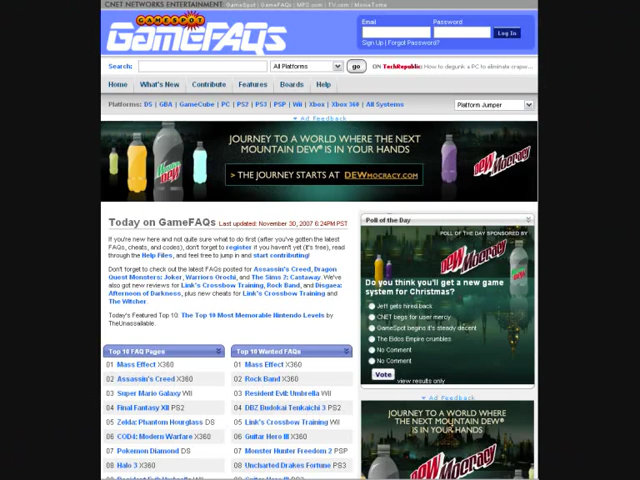 CNET NETWORKS ENTERTAINMENT: GameSpot | GameFAQs | MP3.com | TV.com | MovieTome
GAMESPOT
GameFAQs
Email
Password
Log In
Sign Up | Forgot Password?
Search:
All Platforms
go
ON TechRepublic: How to degunk a PC to eliminate crapw...
Home
What's New
Contribute
Features
Boards
Help
Platforms: DS | GBA | GameCube | PC | PS2 | PS3 | PSP | Wii | Xbox | Xbox 360 | All Systems
Platform Jumper
Ad Feedback
JOURNEY TO A WORLD WHERE THE NEXT
MOUNTAIN DEW® IS IN YOUR HANDS
> THE JOURNEY STARTS AT DEWMOCRACY.COM
DEWmocracy
Today on GameFAQs Last updated: November 30, 2007 6:24PM PST
If you're new here and not quite sure what to do first (after you've gotten the latest
FAQs, cheats, and codes), don't forget to register if you haven't yet (it's free), read
through the Help Files, and feel free to jump in and start contributing!
Don't forget to check out the latest FAQs posted for Assassin's Creed, Dragon
Quest Monsters: Joker, Warriors Orochi, and The Sims 2: Castaway. We've
also got new reviews for Link's Crossbow Training, Rock Band, and Disgaea:
Afternoon of Darkness, plus new cheats for Link's Crossbow Training and
The Witcher.
Today's Featured Top 10: The Top 10 Most Memorable Nintendo Levels by
TheUnassailable.
Poll of the Day
POLL OF THE DAY SPONSORED BY
DEWmocracy
Do you think you'll get a new game
system for Christmas?
Jeff gets hired back
CNET begs for user mercy
GameSpot begins it's steady decent
The Eidos Empire crumbles
No Comment
No Comment
Vote
view results only
Top 10 FAQ Pages
01 Mass Effect X360
02 Assassin's Creed X360
03 Super Mario Galaxy WII
04 Final Fantasy XII PS2
05 Zelda: Phantom Hourglass DS
06 COD4: Modern Warfare X360
07 Pokemon Diamond DS
08 Halo 3 X360
Top 10 Wanted FAQs
01 Mass Effect X360
02 Rock Band X360
03 Resident Evil: Umbrella WII
04 DBZ Budokai Tenkaichi 3 PS2
05 Link's Crossbow Training WII
06 Guitar Hero III X360
07 Monster Hunter Freedom 2 PSP
08 Uncharted Drakes Fortune PS3
Ad Feedback
JOURNEY TO A WORLD WHERE
THE NEXT MOUNTAIN DEW®
IS IN YOUR HANDS
DEWmocracy